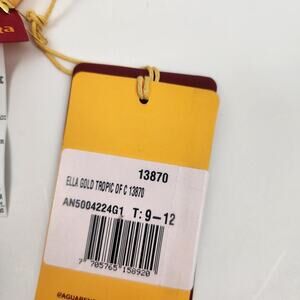 13870
ELLA GOLD TROPIC OF C 13870
AN5004224G1 T: 9-12
7 705765 158920